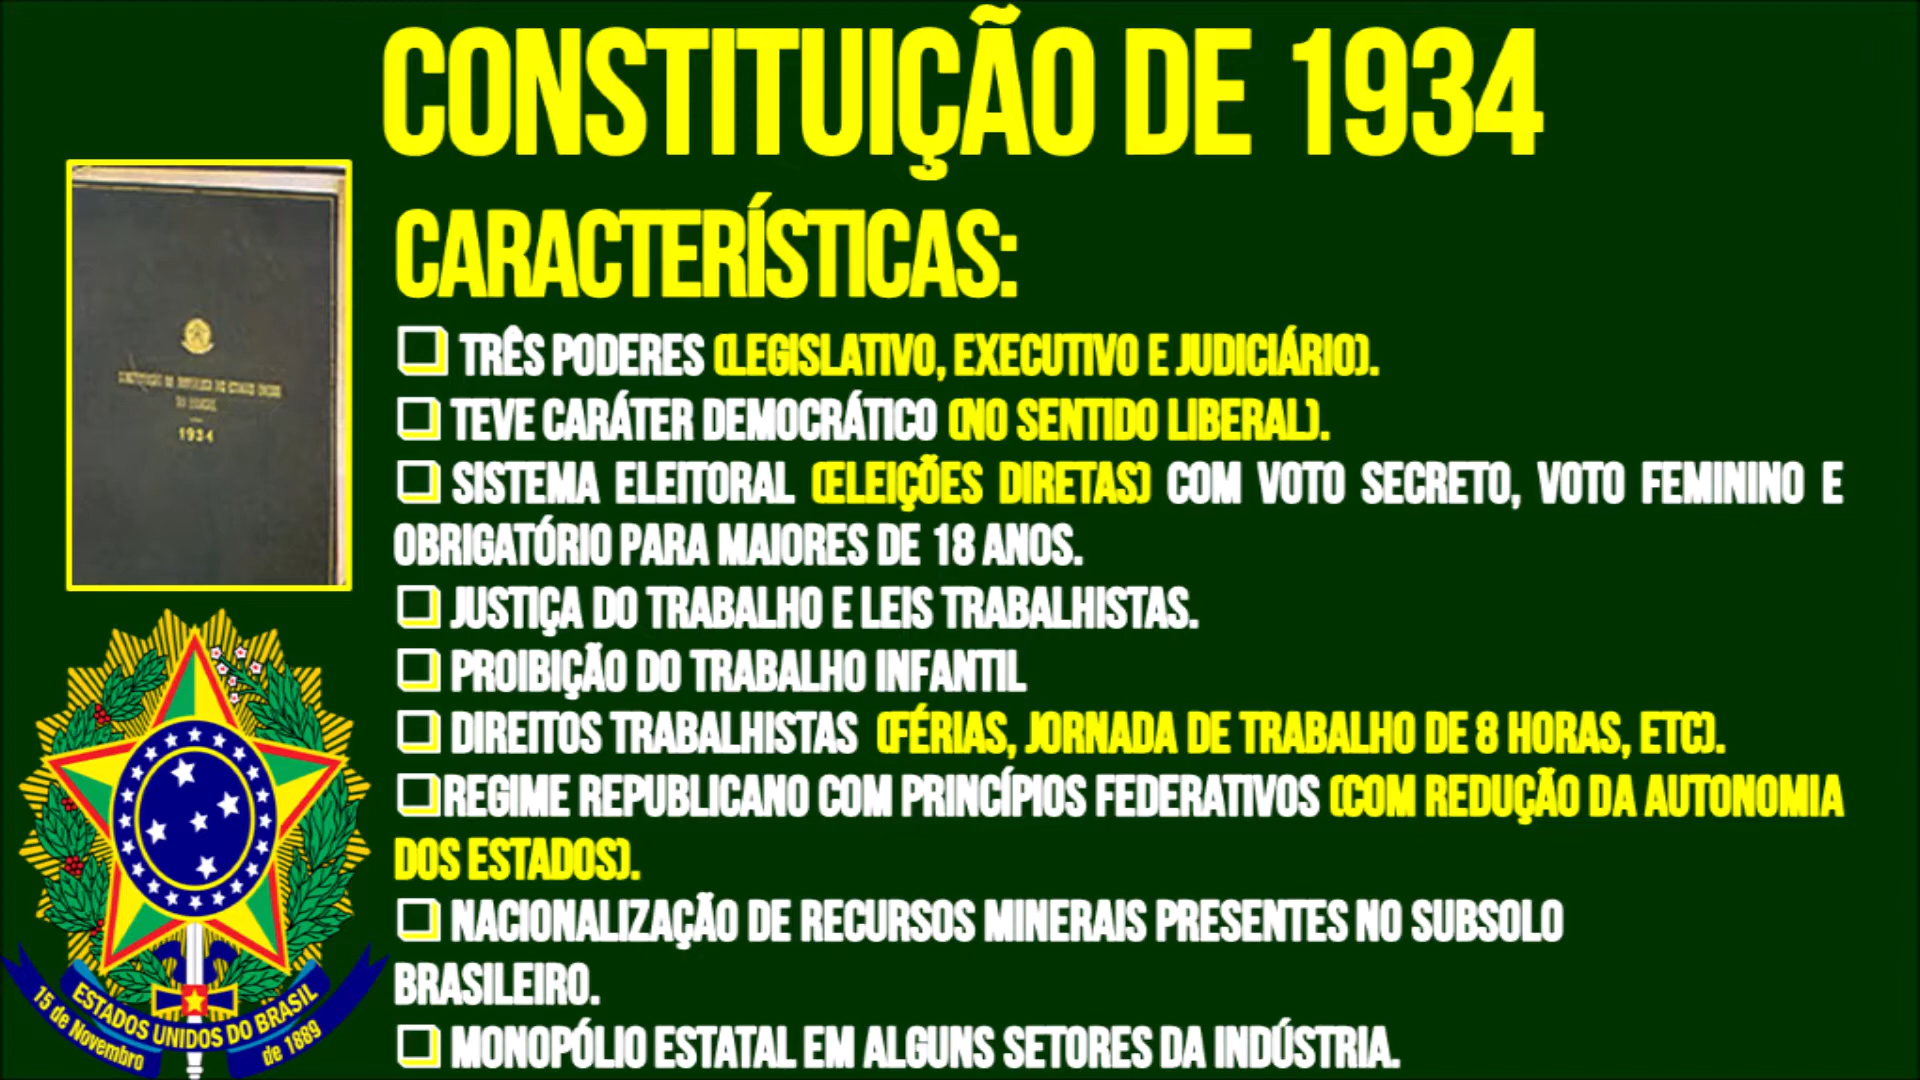 CONSTITUIÇÃO DE 1934
CARACTERÍSTICAS:
TRÊS PODERES (LEGISLATIVO, EXECUTIVO E JUDICIÁRIO).
TEVE CARÁTER DEMOCRÁTICO (NO SENTIDO LIBERAL).
SISTEMA ELEITORAL (ELEIÇÕES DIRETAS) COM VOTO SECRETO, VOTO FEMININO E
OBRIGATÓRIO PARA MAIORES DE 18 ANOS.
JUSTIÇA DO TRABALHO E LEIS TRABALHISTAS.
PROIBIÇÃO DO TRABALHO INFANTIL
DIREITOS TRABALHISTAS (FÉRIAS, JORNADA DE TRABALHO DE 8 HORAS, ETC).
REGIME REPUBLICANO COM PRINCÍPIOS FEDERATIVOS (COM REDUÇÃO DA AUTONOMIA
DOS ESTADOS).
NACIONALIZAÇÃO DE RECURSOS MINERAIS PRESENTES NO SUBSOLO
BRASILEIRO.
MONOPÓLIO ESTATAL EM ALGUNS SETORES DA INDÚSTRIA.
1934
ESTADOS UNIDOS DO BRASIL
15 de Novembro
de 1889